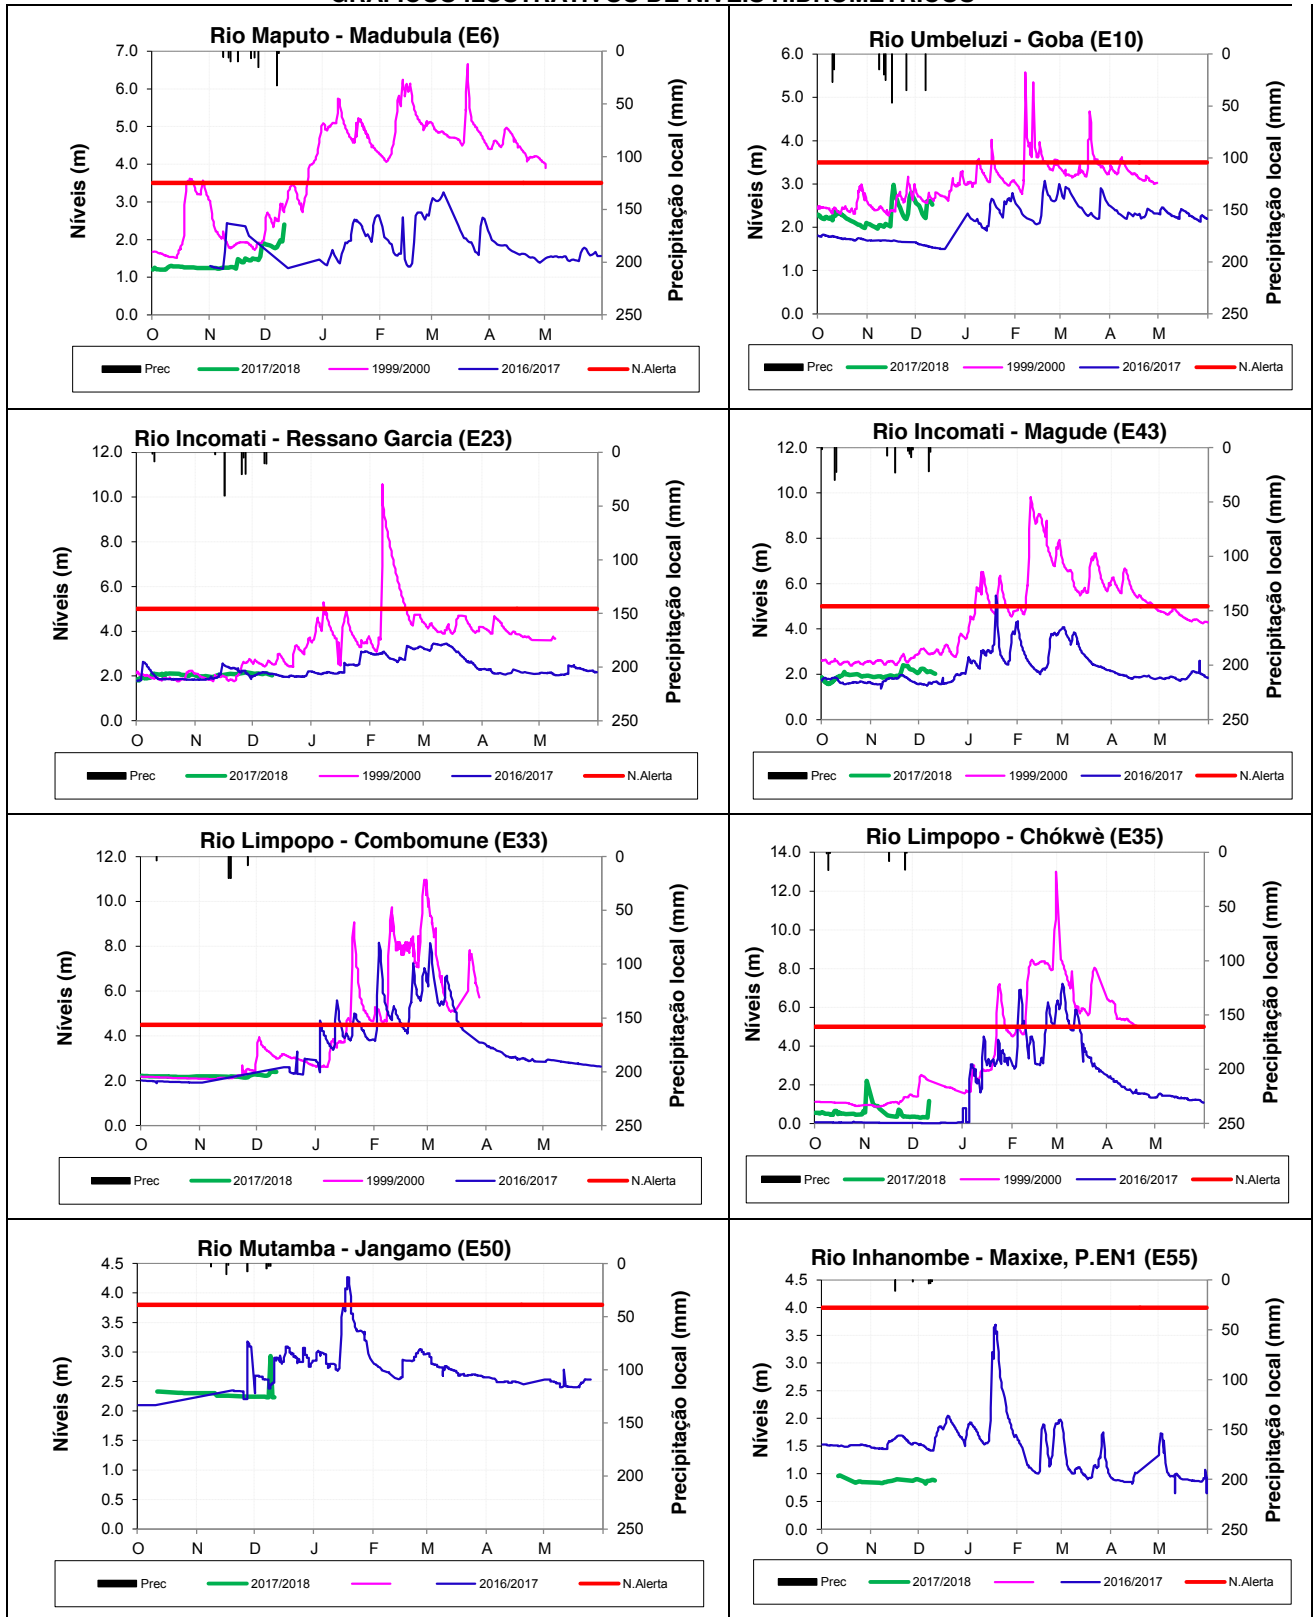 GRÁFICOS ILUSTRATIVOS DE NÍVEIS HIDROMÉTRICOS
Rio Maputo - Madubula (E6)
Níveis (m)
7.0
6.0
5.0
4.0
3.0
2.0
1.0
0.0
0
50
100
150
200
250
Precipitação local (mm)
O N D J F M A M
Prec 2017/2018 1999/2000 2016/2017 N.Alerta
Rio Umbeluzi - Goba (E10)
Níveis (m)
6.0
5.0
4.0
3.0
2.0
1.0
0.0
0
50
100
150
200
250
Precipitação local (mm)
O N D J F M A M
Prec 2017/2018 1999/2000 2016/2017 N.Alerta
Rio Incomati - Ressano Garcia (E23)
Níveis (m)
12.0
10.0
8.0
6.0
4.0
2.0
0.0
0
50
100
150
200
250
Precipitação local (mm)
O N D J F M A M
Prec 2017/2018 1999/2000 2016/2017 N.Alerta
Rio Incomati - Magude (E43)
Níveis (m)
12.0
10.0
8.0
6.0
4.0
2.0
0.0
0
50
100
150
200
250
Precipitação local (mm)
O N D J F M A M
Prec 2017/2018 1999/2000 2016/2017 N.Alerta
Rio Limpopo - Combomune (E33)
Níveis (m)
12.0
10.0
8.0
6.0
4.0
2.0
0.0
0
50
100
150
200
250
Precipitação local (mm)
O N D J F M A M
Prec 2017/2018 1999/2000 2016/2017 N.Alerta
Rio Limpopo - Chókwè (E35)
Níveis (m)
14.0
12.0
10.0
8.0
6.0
4.0
2.0
0.0
0
50
100
150
200
250
Precipitação local (mm)
O N D J F M A M
Prec 2017/2018 1999/2000 2016/2017 N.Alerta
Rio Mutamba - Jangamo (E50)
Níveis (m)
4.5
4.0
3.5
3.0
2.5
2.0
1.5
1.0
0.5
0.0
0
50
100
150
200
250
Precipitação local (mm)
O N D J F M A M
Prec 2017/2018 2016/2017 N.Alerta
Rio Inhanombe - Maxixe, P.EN1 (E55)
Níveis (m)
4.5
4.0
3.5
3.0
2.5
2.0
1.5
1.0
0.5
0.0
0
50
100
150
200
250
Precipitação local (mm)
O N D J F M A M
Prec 2017/2018 2016/2017 N.Alerta